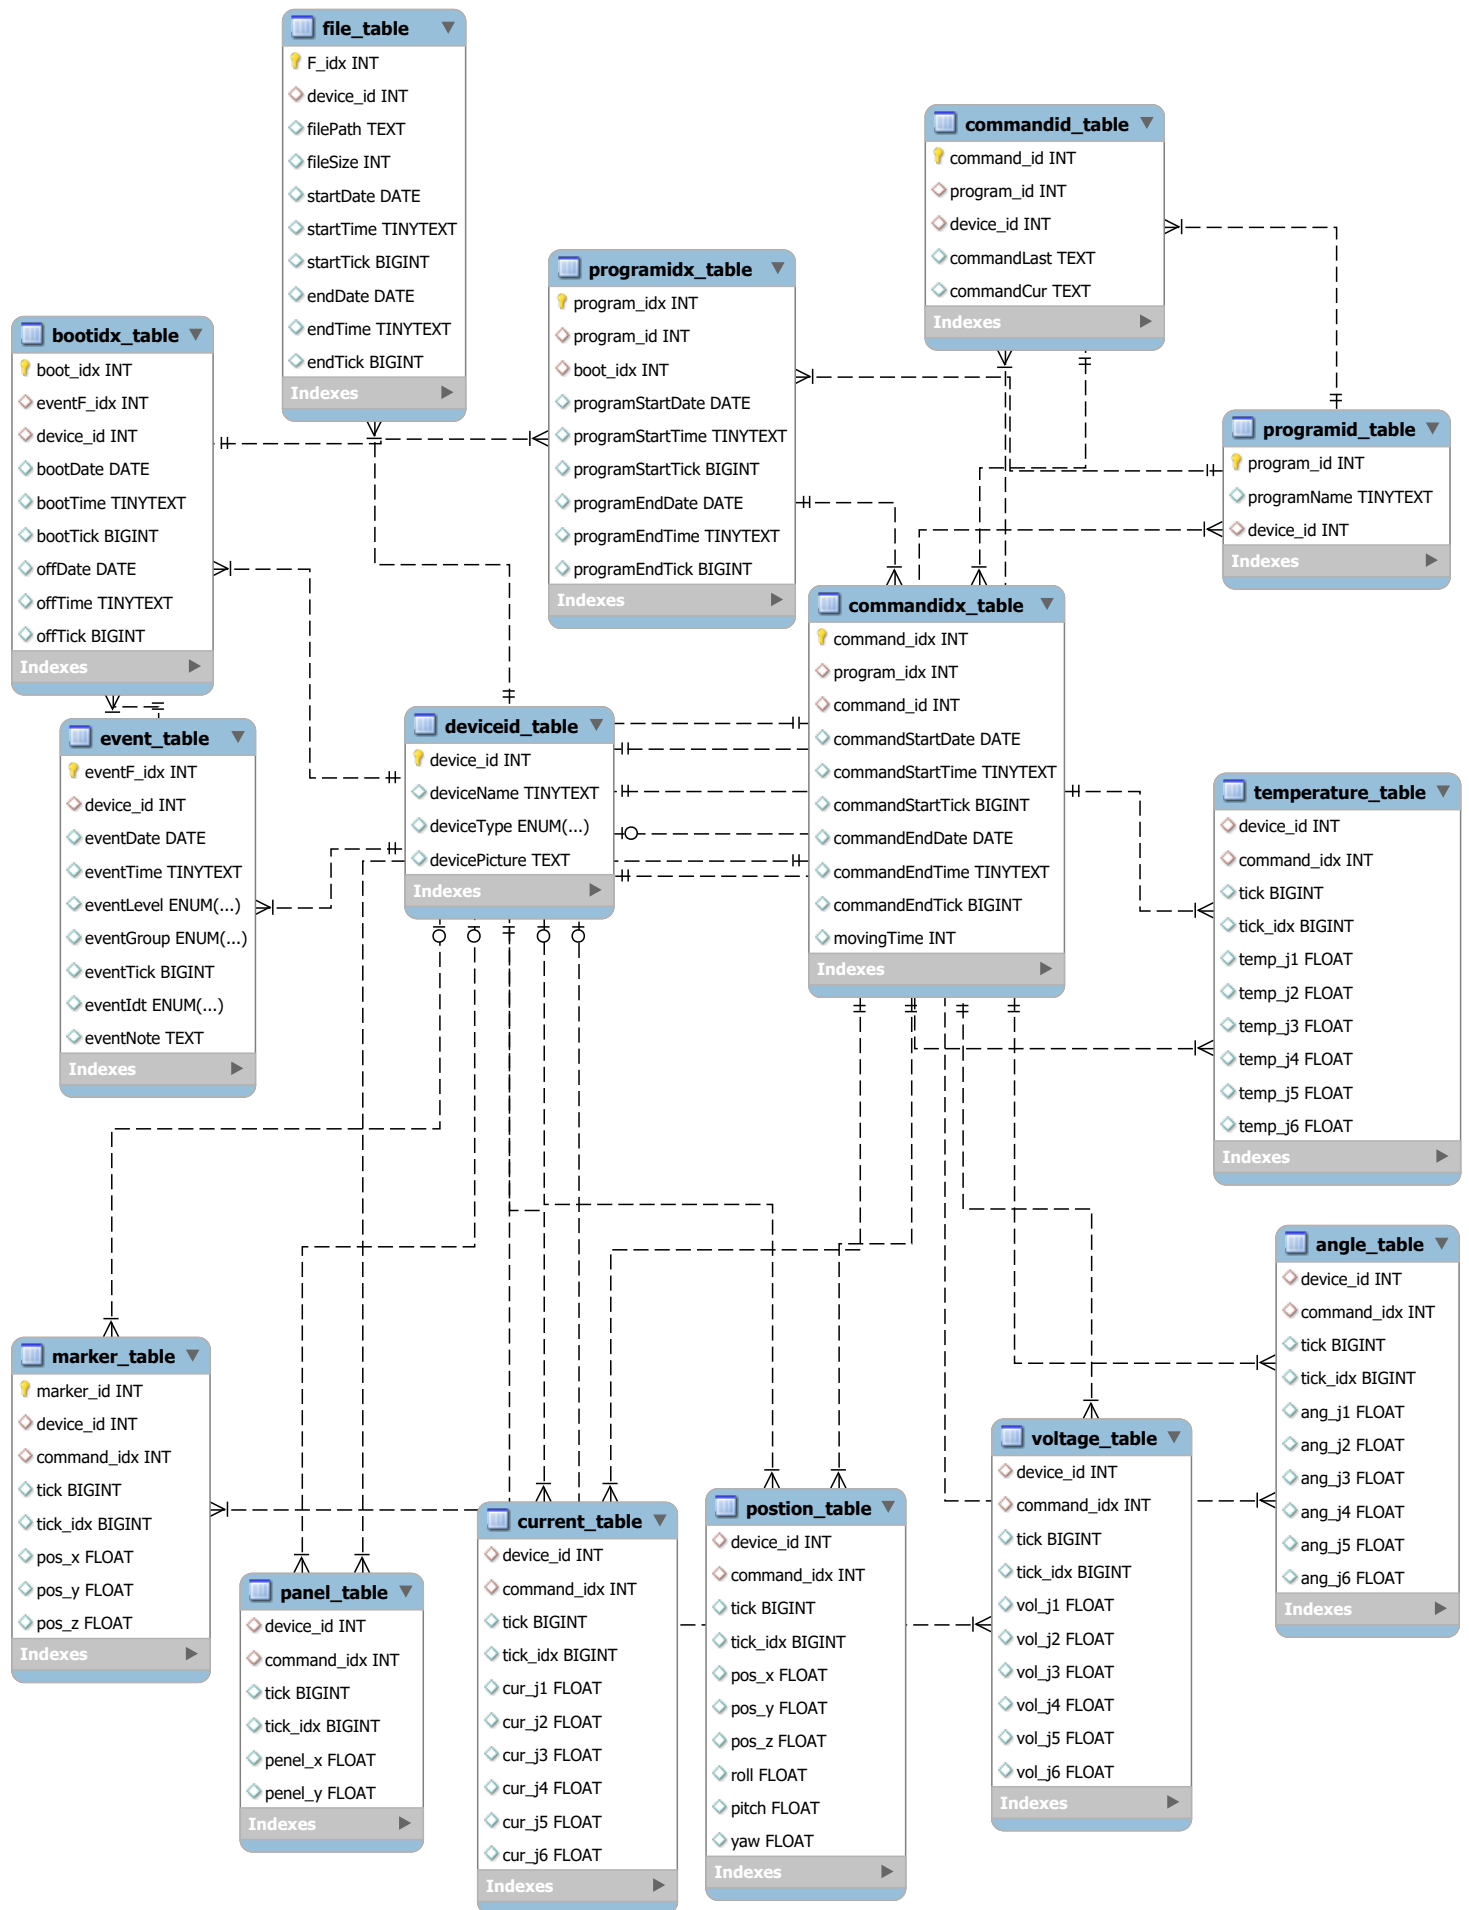 file_table
F_idx INT
device_id INT
filePath TEXT
fileSize INT
startDate DATE
startTime TINYTEXT
startTick BIGINT
endDate DATE
endTime TINYTEXT
endTick BIGINT
Indexes
commandid_table
command_id INT
program_id INT
device_id INT
commandLast TEXT
commandCur TEXT
Indexes
programidx_table
program_idx INT
program_id INT
boot_idx INT
programStartDate DATE
programStartTime TINYTEXT
programStartTick BIGINT
programEndDate DATE
programEndTime TINYTEXT
programEndTick BIGINT
Indexes
bootidx_table
boot_idx INT
eventF_idx INT
device_id INT
bootDate DATE
bootTime TINYTEXT
bootTick BIGINT
offDate DATE
offTime TINYTEXT
offTick BIGINT
Indexes
programid_table
program_id INT
programName TINYTEXT
device_id INT
Indexes
commandidx_table
command_idx INT
program_idx INT
command_id INT
commandStartDate DATE
commandStartTime TINYTEXT
commandStartTick BIGINT
commandEndDate DATE
commandEndTime TINYTEXT
commandEndTick BIGINT
movingTime INT
Indexes
deviceid_table
device_id INT
deviceName TINYTEXT
deviceType ENUM(...)
devicePicture TEXT
Indexes
event_table
eventF_idx INT
device_id INT
eventDate DATE
eventTime TINYTEXT
eventLevel ENUM(...)
eventGroup ENUM(...)
eventTick BIGINT
eventIdt ENUM(...)
eventNote TEXT
Indexes
temperature_table
device_id INT
command_idx INT
tick BIGINT
tick_idx BIGINT
temp_j1 FLOAT
temp_j2 FLOAT
temp_j3 FLOAT
temp_j4 FLOAT
temp_j5 FLOAT
temp_j6 FLOAT
Indexes
angle_table
device_id INT
command_idx INT
tick BIGINT
tick_idx BIGINT
ang_j1 FLOAT
ang_j2 FLOAT
ang_j3 FLOAT
ang_j4 FLOAT
ang_j5 FLOAT
ang_j6 FLOAT
Indexes
marker_table
marker_id INT
device_id INT
command_idx INT
tick BIGINT
tick_idx BIGINT
pos_x FLOAT
pos_y FLOAT
pos_z FLOAT
Indexes
voltage_table
device_id INT
command_idx INT
tick BIGINT
tick_idx BIGINT
vol_j1 FLOAT
vol_j2 FLOAT
vol_j3 FLOAT
vol_j4 FLOAT
vol_j5 FLOAT
vol_j6 FLOAT
Indexes
postion_table
device_id INT
command_idx INT
tick BIGINT
tick_idx BIGINT
pos_x FLOAT
pos_y FLOAT
pos_z FLOAT
roll FLOAT
pitch FLOAT
yaw FLOAT
Indexes
current_table
device_id INT
command_idx INT
tick BIGINT
tick_idx BIGINT
cur_j1 FLOAT
cur_j2 FLOAT
cur_j3 FLOAT
cur_j4 FLOAT
cur_j5 FLOAT
cur_j6 FLOAT
Indexes
panel_table
device_id INT
command_idx INT
tick BIGINT
tick_idx BIGINT
penel_x FLOAT
penel_y FLOAT
Indexes